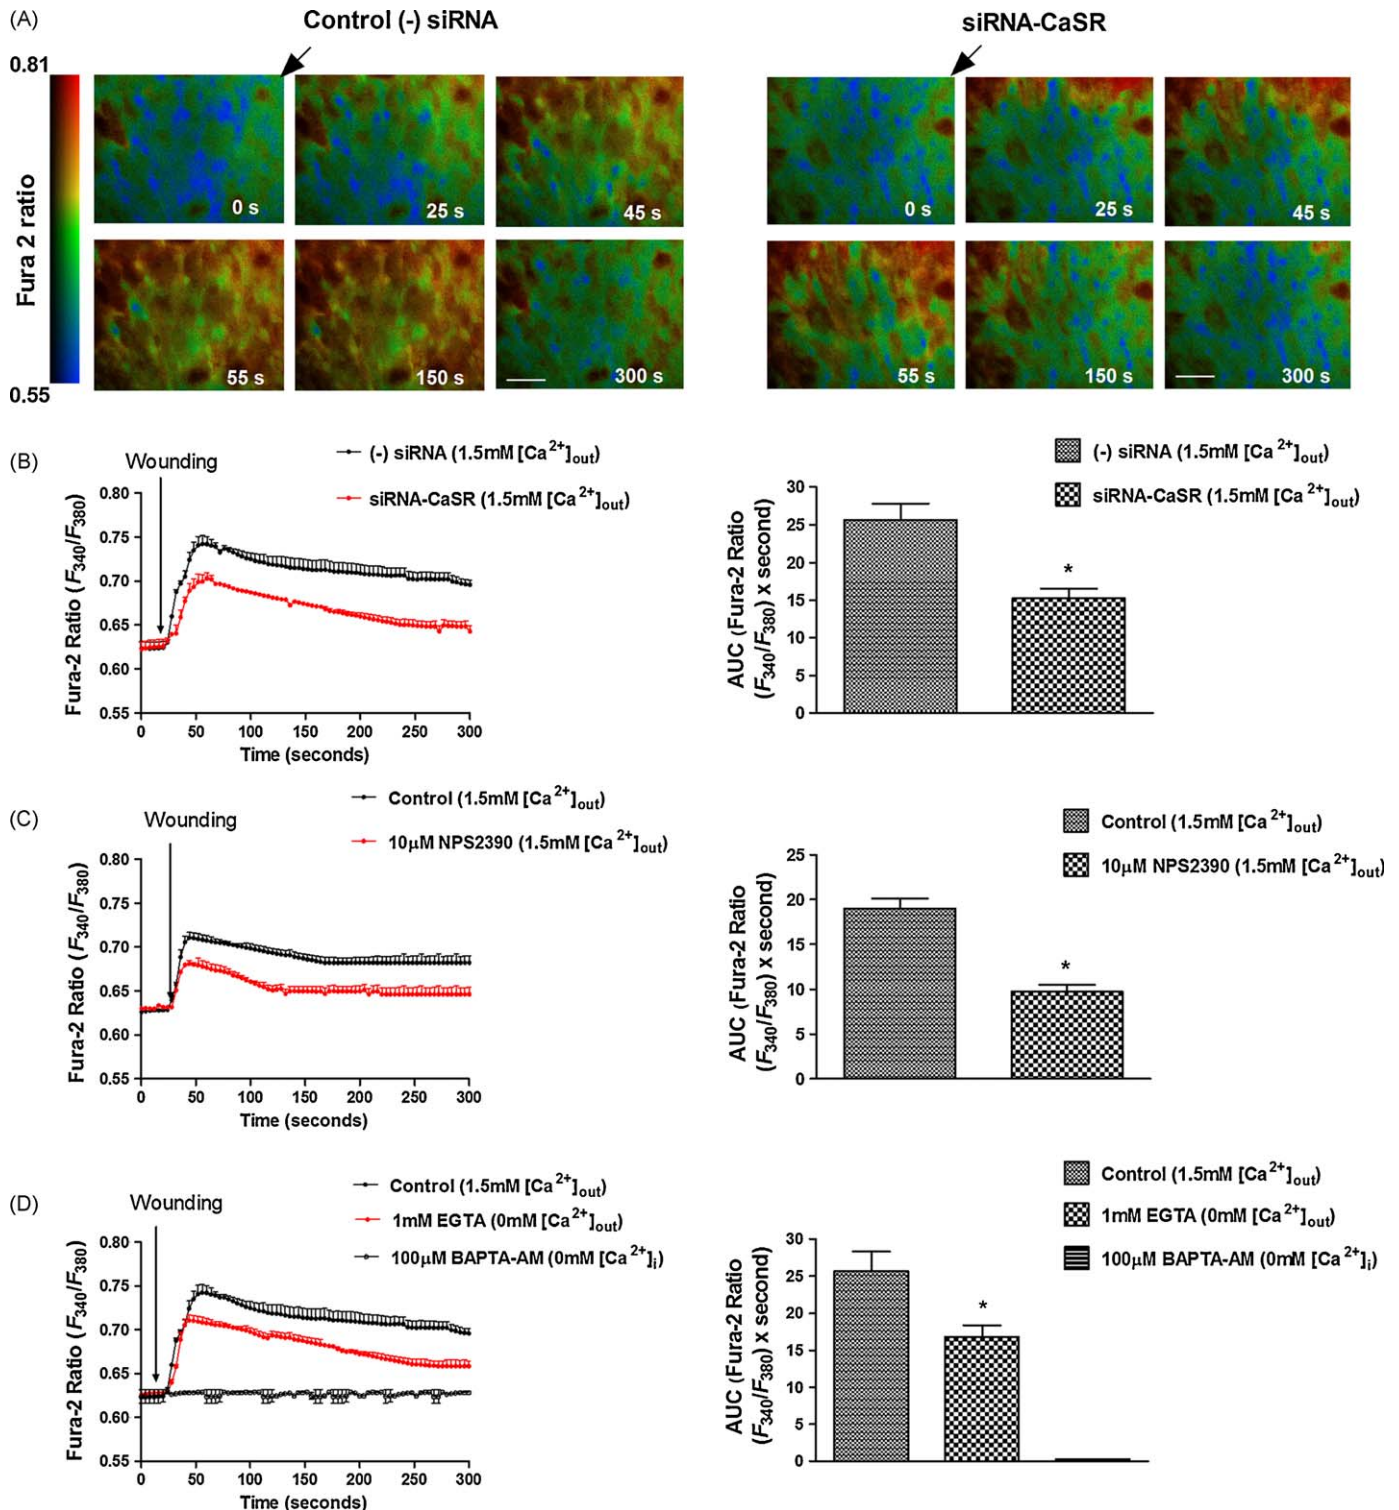 (A)
Control (-) siRNA
siRNA-CaSR
0.81
Fura 2 ratio
0.55
0 s
25 s
45 s
55 s
150 s
300 s
0 s
25 s
45 s
55 s
150 s
300 s
(B)
Wounding
(-) siRNA (1.5mM [Ca2+]out)
siRNA-CaSR (1.5mM [Ca2+]out)
Fura-2 Ratio (F340/F380)
0.80
0.75
0.70
0.65
0.60
0.55
0 50 100 150 200 250 300
Time (seconds)
(-) siRNA (1.5mM [Ca2+]out)
siRNA-CaSR (1.5mM [Ca2+]out)
AUC (Fura-2 Ratio
(F340/F380) x second)
30
25
20
15
10
5
0
*
(C)
Wounding
Control (1.5mM [Ca2+]out)
10µM NPS2390 (1.5mM [Ca2+]out)
Fura-2 Ratio (F340/F380)
0.80
0.75
0.70
0.65
0.60
0.55
0 50 100 150 200 250 300
Time (seconds)
Control (1.5mM [Ca2+]out)
10µM NPS2390 (1.5mM [Ca2+]out)
AUC (Fura-2 Ratio
(F340/F380) x second)
25
20
15
10
5
0
*
(D)
Wounding
Control (1.5mM [Ca2+]out)
1mM EGTA (0mM [Ca2+]out)
100µM BAPTA-AM (0mM [Ca2+]i)
Fura-2 Ratio (F340/F380)
0.80
0.75
0.70
0.65
0.60
0.55
0 50 100 150 200 250 300
Time (seconds)
Control (1.5mM [Ca2+]out)
1mM EGTA (0mM [Ca2+]out)
100µM BAPTA-AM (0mM [Ca2+]i)
AUC (Fura-2 Ratio
(F340/F380) x second)
30
25
20
15
10
5
0
*